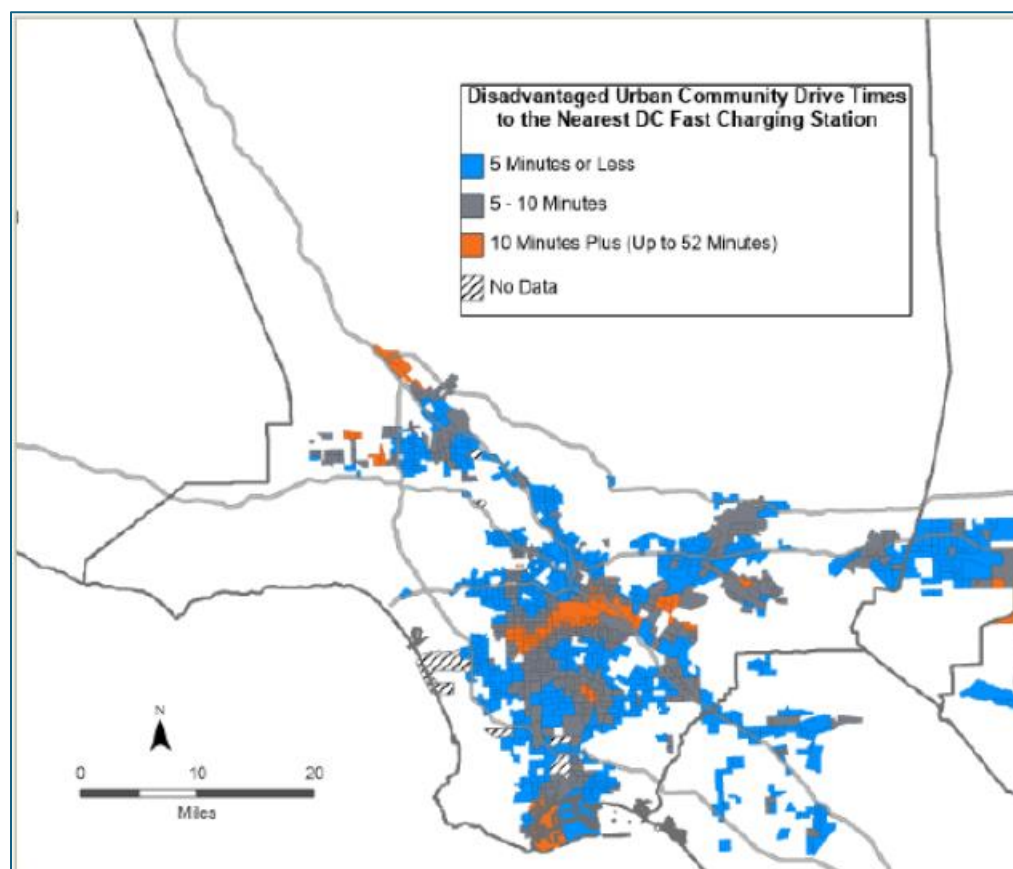 Disadvantaged Urban Community Drive Times
to the Nearest DC Fast Charging Station
5 Minutes or Less
5 - 10 Minutes
10 Minutes Plus (Up to 52 Minutes)
No Data
N
0 10 20
Miles